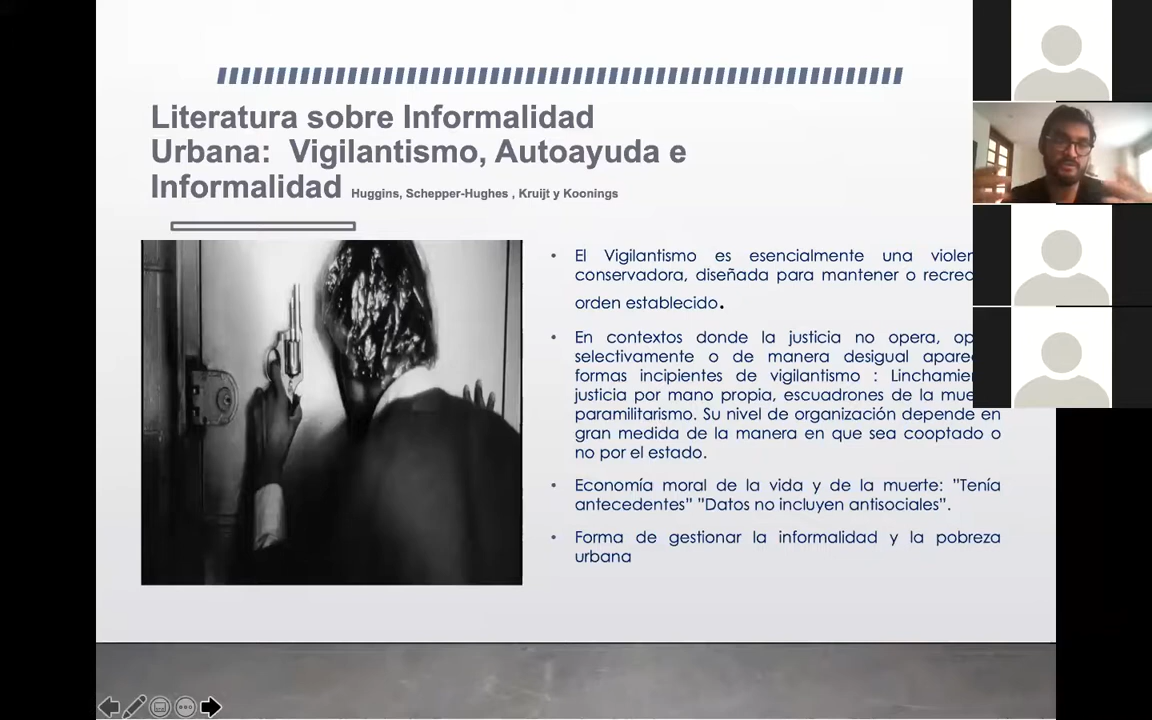 Literatura sobre Informalidad
Urbana: Vigilantismo, Autoayuda e
Informalidad Huggins, Schepper-Hughes , Kruijt y Koonings
• El Vigilantismo es esencialmente una
conservadora, diseñada para mantener o
orden establecido.
• En contextos donde la justicia no opera,
selectivamente o de manera desigual
formas incipientes de vigilantismo :
justicia por mano propia, escuadrones de la
paramilitarismo. Su nivel de organización depende en
gran medida de la manera en que sea cooptado o
no por el estado.
• Economía moral de la vida y de la muerte: "Tenía
antecedentes” "Datos no incluyen antisociales”.
• Forma de gestionar la informalidad y la pobreza
urbana